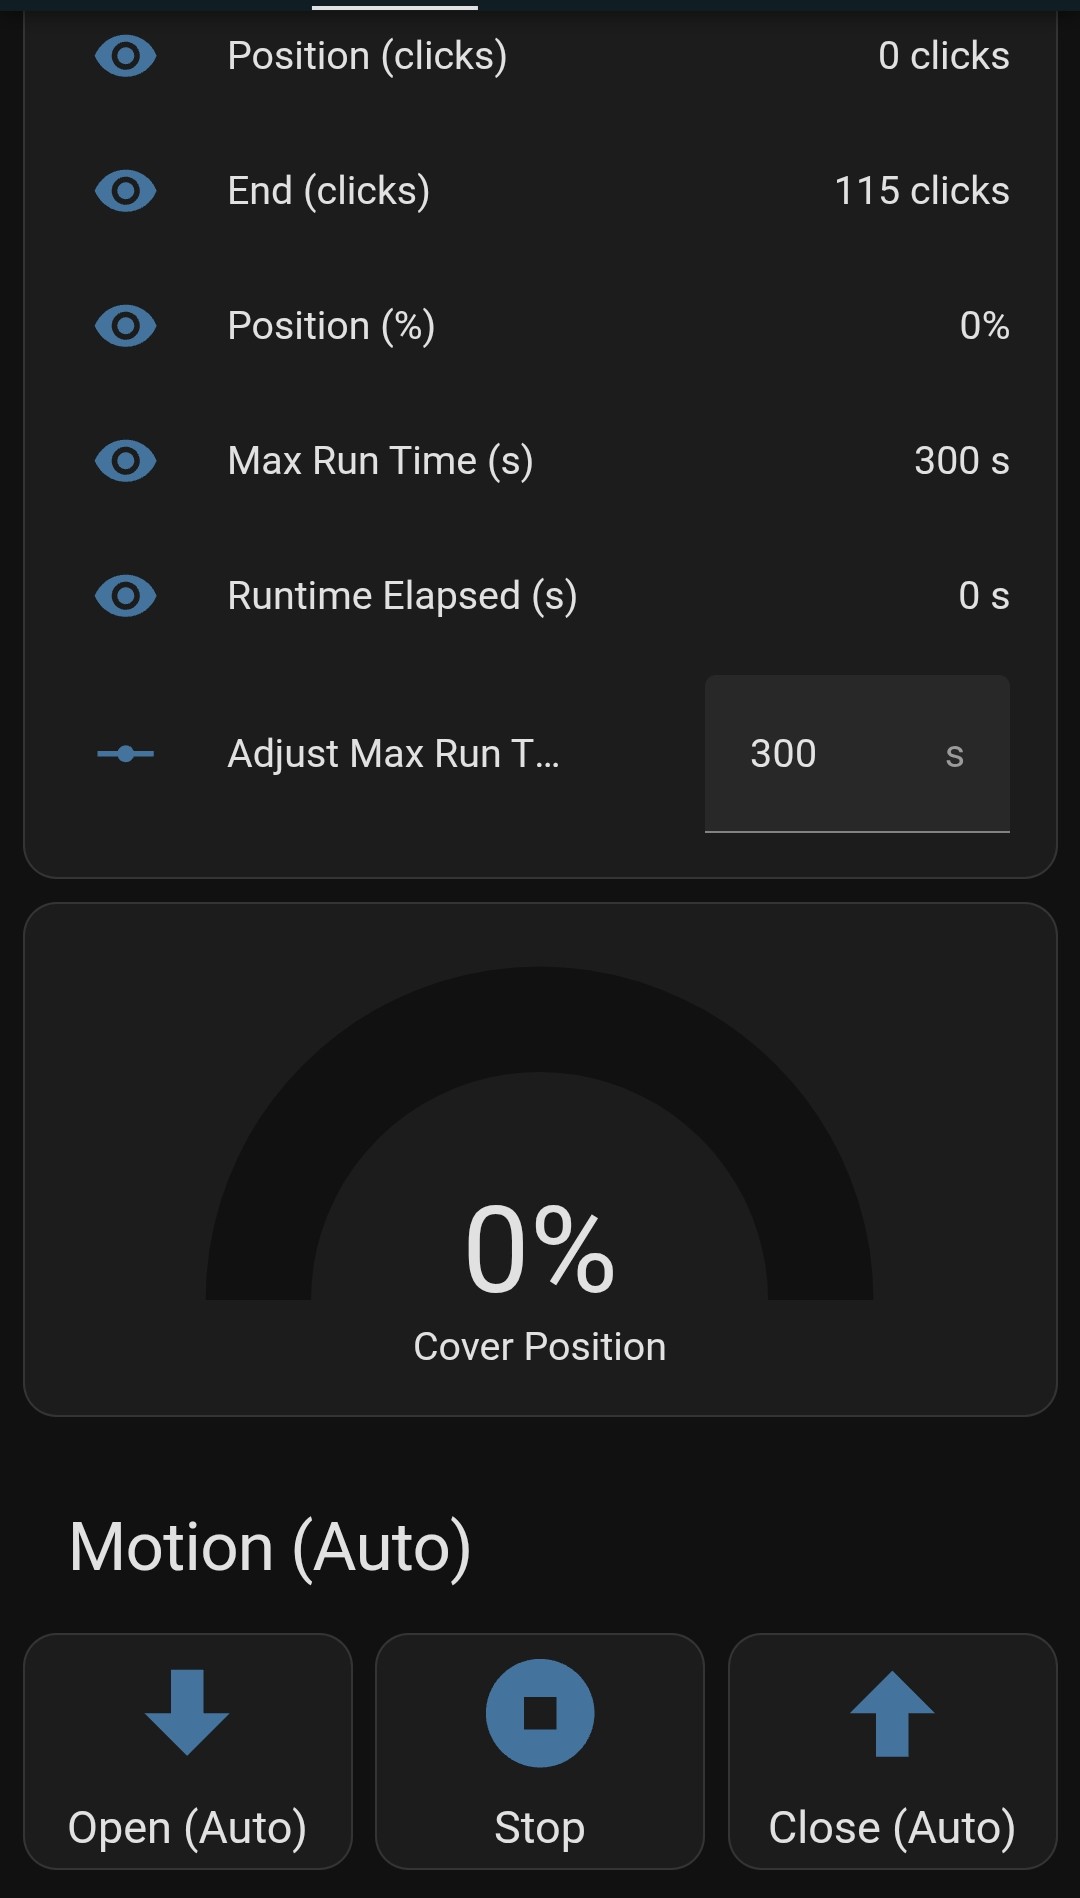 Position (clicks) 0 clicks
End (clicks) 115 clicks
Position (%) 0%
Max Run Time (s) 300 s
Runtime Elapsed (s) 0 s
Adjust Max Run T... 300 s
0%
Cover Position
Motion (Auto)
Open (Auto) Stop Close (Auto)